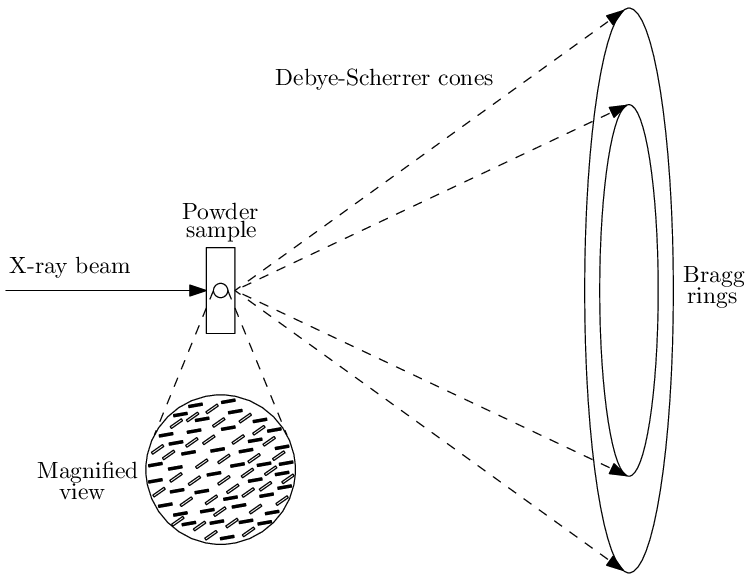 Debye-Scherrer cones
Powder
sample
X-ray beam
Bragg
rings
Magnified
view